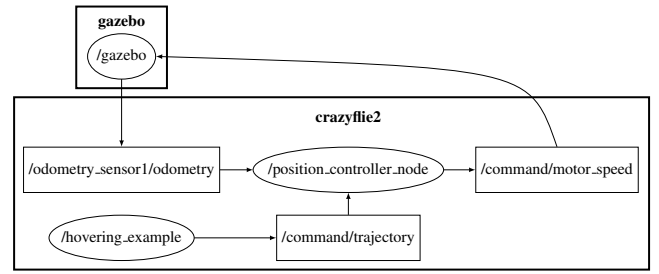 gazebo
/gazebo
crazyflie2
/odometry_sensor1/odometry
/position_controller_node
/command/motor_speed
/hovering_example
/command/trajectory